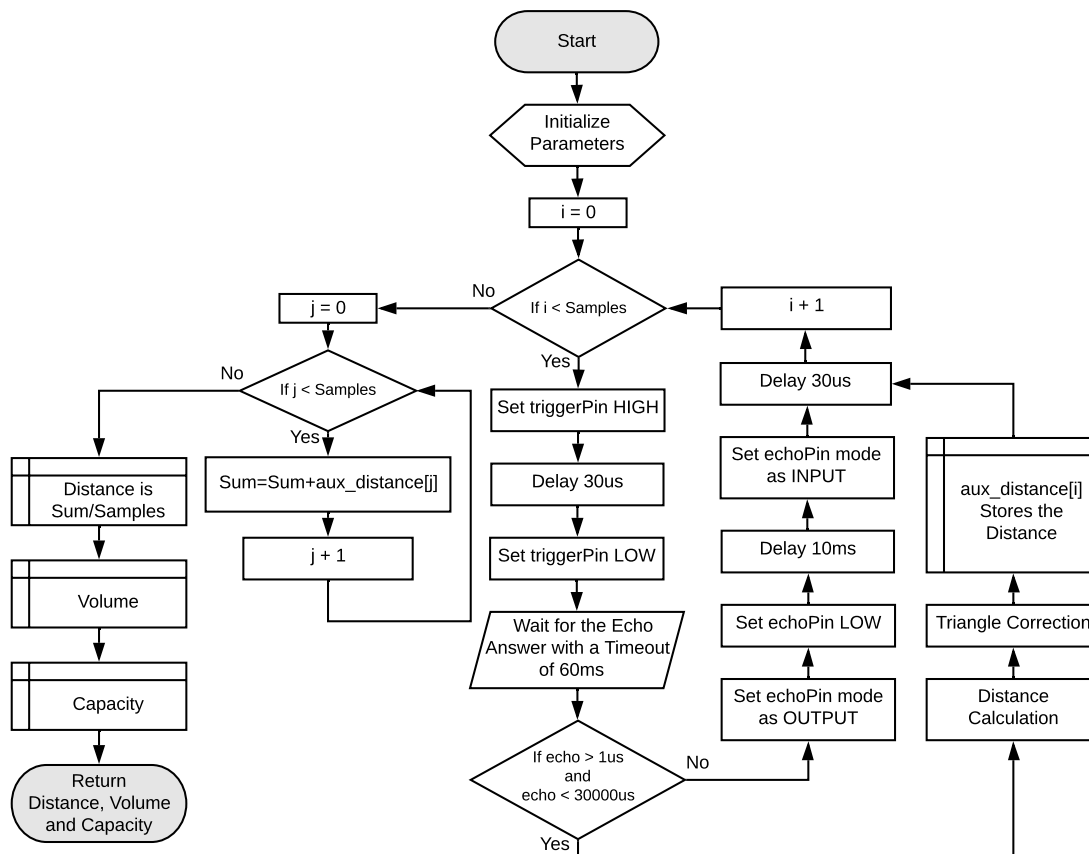 Start
Initialize
Parameters
i = 0
If i < Samples
No
Yes
j = 0
If j < Samples
No
Yes
Sum=Sum+aux_distance[j]
j + 1
Distance is
Sum/Samples
Volume
Capacity
Return
Distance, Volume
and Capacity
Set triggerPin HIGH
Delay 30us
Set triggerPin LOW
Wait for the Echo
Answer with a Timeout
of 60ms
If echo > 1us
and
echo < 30000us
No
Yes
Set echoPin mode
as OUTPUT
Set echoPin LOW
Delay 10ms
Set echoPin mode
as INPUT
Delay 30us
i + 1
Distance
Calculation
Triangle Correction
aux_distance[i]
Stores the
Distance